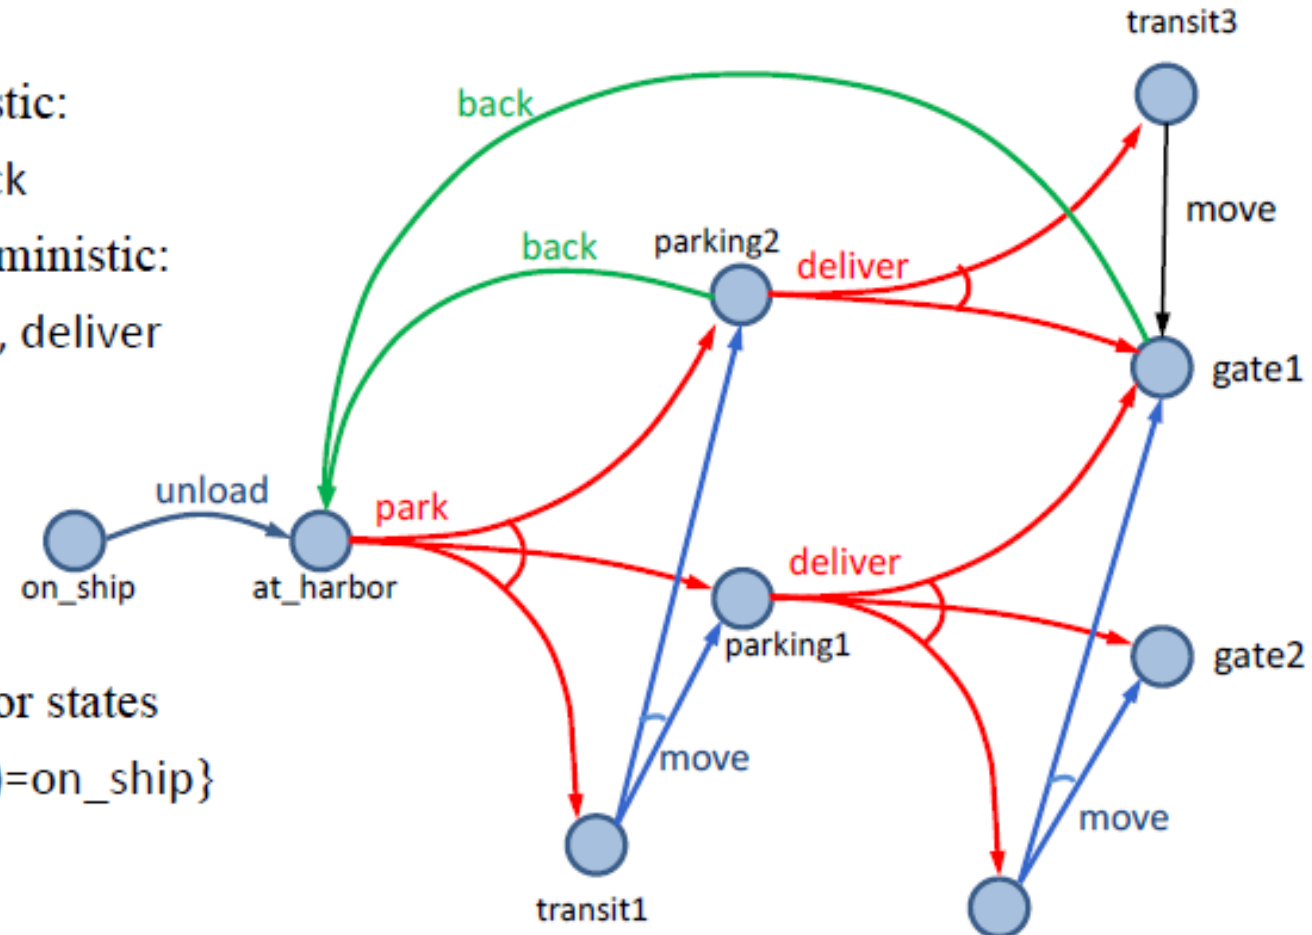 transit3
stic:
back
ck
move
back
parking2
deliver
ministic:
, deliver
gate1
unload
park
deliver
on_ship
at_harbor
parking1
gate2
or states
move
)=on_ship}
move
transit1